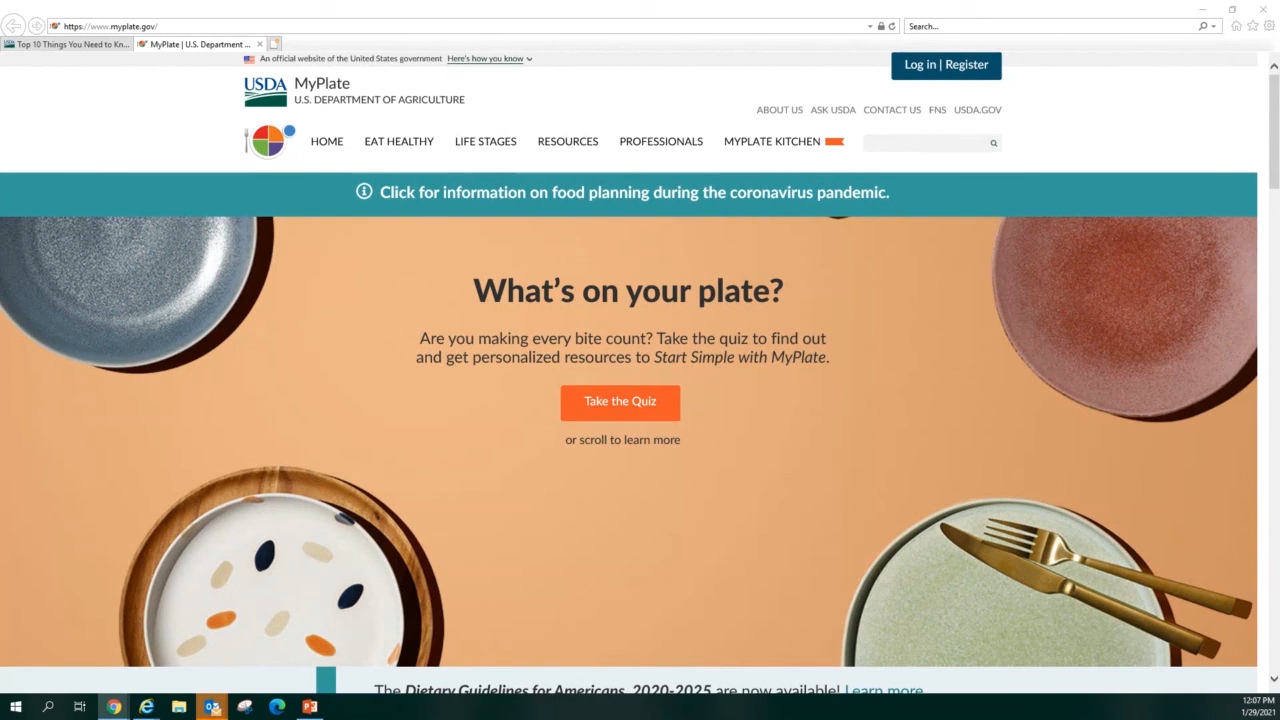 https://www.myplate.gov/
Search...
Top 10 Things You Need to Kn...
MyPlate | U.S. Department ...
An official website of the United States government Here's how you know
Log in | Register
USDA MyPlate
U.S. DEPARTMENT OF AGRICULTURE
ABOUT US ASK USDA CONTACT US FNS USDA.GOV
HOME EAT HEALTHY LIFE STAGES RESOURCES PROFESSIONALS MYPLATE KITCHEN
Click for information on food planning during the coronavirus pandemic.
What's on your plate?
Are you making every bite count? Take the quiz to find out
and get personalized resources to Start Simple with MyPlate.
Take the Quiz
or scroll to learn more
The Dietary Guidelines for Americans, 2020-2025 are now available! Learn more
12:07 PM
1/29/2021